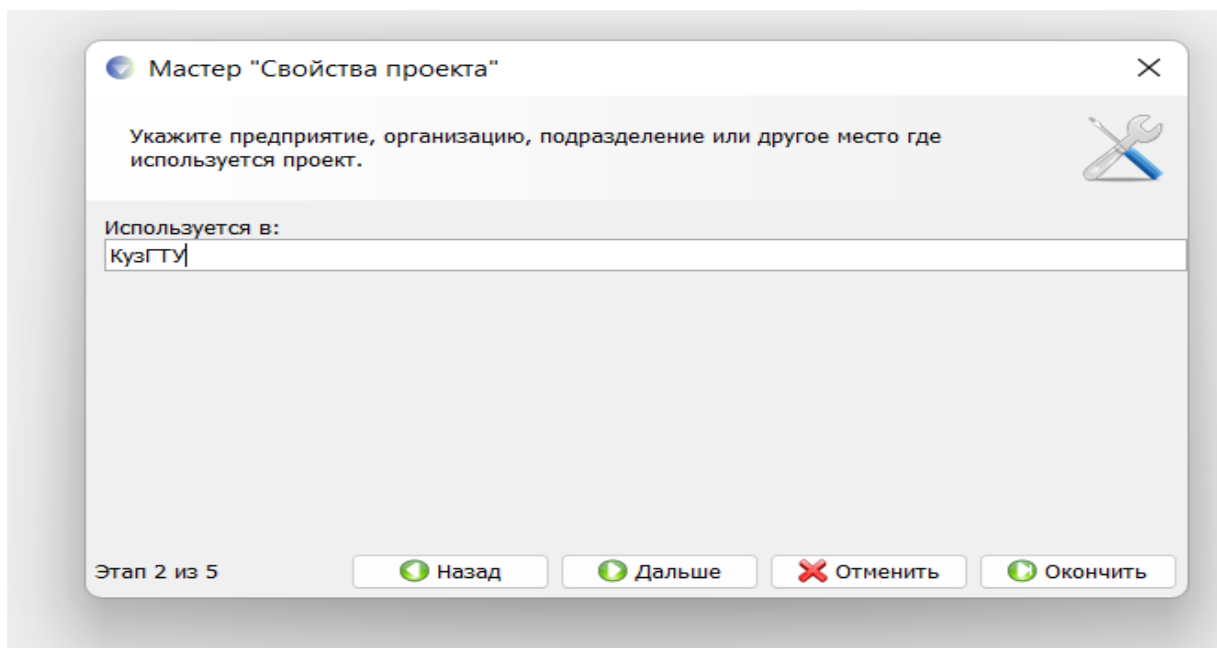 Мастер "Свойства проекта"
Укажите предприятие, организацию, подразделение или другое место где
используется проект.
Используется в:
КузГТУ
Этап 2 из 5
Назад
Дальше
Отменить
Окончить